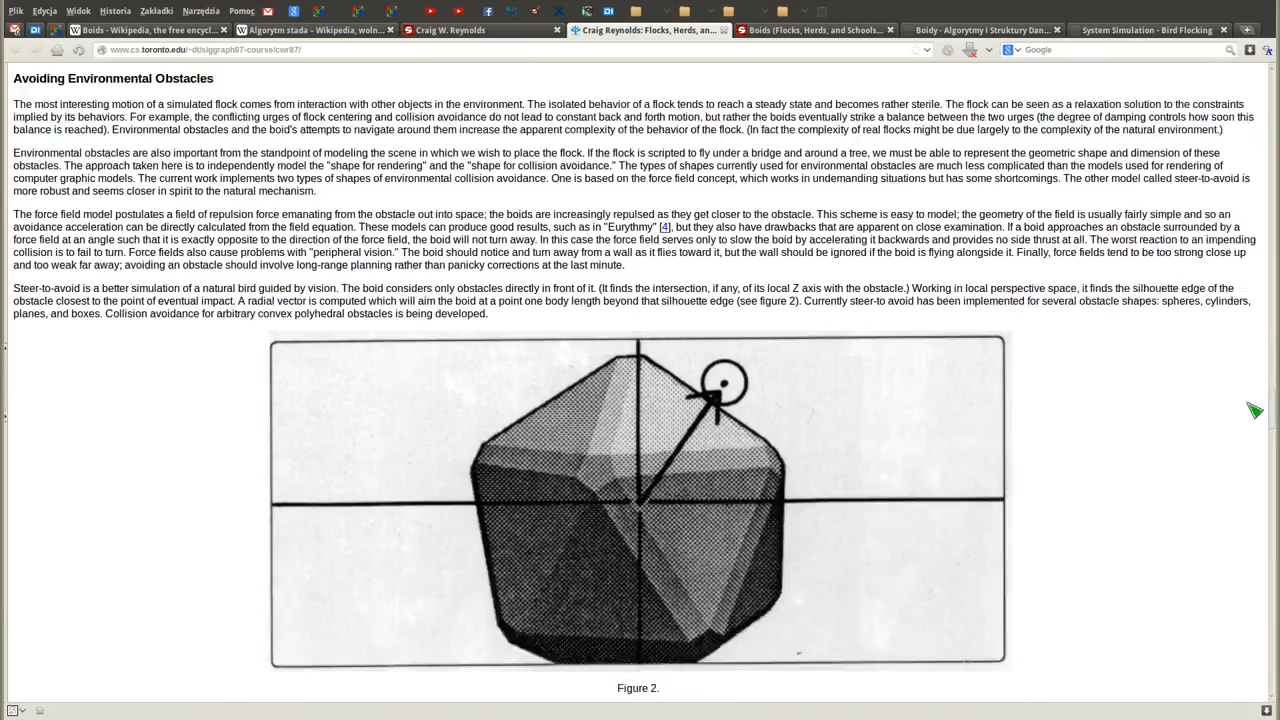 Plik Edycja Widok Historia Zakładki Narzędzia Pomoc
Boids - Wikipedia, the free encycl...
Algorytm stada – Wikipedia, woln...
Craig W. Reynolds
Craig Reynolds: Flocks, Herds, an...
Boids (Flocks, Herds, and Schools...
Boidy - Algorytmy i Struktury Dan...
System Simulation - Bird Flocking
www.cs.toronto.edu/~dt/siggraph97-course/cwr87/
Google
Avoiding Environmental Obstacles
The most interesting motion of a simulated flock comes from interaction with other objects in the environment. The isolated behavior of a flock tends to reach a steady state and becomes rather sterile. The flock can be seen as a relaxation solution to the constraints
implied by its behaviors. For example, the conflicting urges of flock centering and collision avoidance do not lead to constant back and forth motion, but rather the boids eventually strike a balance between the two urges (the degree of damping controls how soon this
balance is reached). Environmental obstacles and the boid's attempts to navigate around them increase the apparent complexity of the behavior of the flock. (In fact the complexity of real flocks might be due largely to the complexity of the natural environment.)
Environmental obstacles are also important from the standpoint of modeling the scene in which we wish to place the flock. If the flock is scripted to fly under a bridge and around a tree, we must be able to represent the geometric shape and dimension of these
obstacles. The approach taken here is to independently model the "shape for rendering" and the "shape for collision avoidance." The types of shapes currently used for environmental obstacles are much less complicated than the models used for rendering of
computer graphic models. The current work implements two types of shapes of environmental collision avoidance. One is based on the force field concept, which works in undemanding situations but has some shortcomings. The other model called steer-to-avoid is
more robust and seems closer in spirit to the natural mechanism.
The force field model postulates a field of repulsion force emanating from the obstacle out into space; the boids are increasingly repulsed as they get closer to the obstacle. This scheme is easy to model; the geometry of the field is usually fairly simple and so an
avoidance acceleration can be directly calculated from the field equation. These models can produce good results, such as in "Eurythmy" [4], but they also have drawbacks that are apparent on close examination. If a boid approaches an obstacle surrounded by a
force field at an angle such that it is exactly opposite to the direction of the force field, the boid will not turn away. In this case the force field serves only to slow the boid by accelerating it backwards and provides no side thrust at all. The worst reaction to an impending
collision is to fail to turn. Force fields also cause problems with "peripheral vision." The boid should notice and turn away from a wall as it flies toward it, but the wall should be ignored if the boid is flying alongside it. Finally, force fields tend to be too strong close up
and too weak far away; avoiding an obstacle should involve long-range planning rather than panicky corrections at the last minute.
Steer-to-avoid is a better simulation of a natural bird guided by vision. The boid considers only obstacles directly in front of it. (It finds the intersection, if any, of its local Z axis with the obstacle.) Working in local perspective space, it finds the silhouette edge of the
obstacle closest to the point of eventual impact. A radial vector is computed which will aim the boid at a point one body length beyond that silhouette edge (see figure 2). Currently steer-to avoid has been implemented for several obstacle shapes: spheres, cylinders,
planes, and boxes. Collision avoidance for arbitrary convex polyhedral obstacles is being developed.
Figure 2.